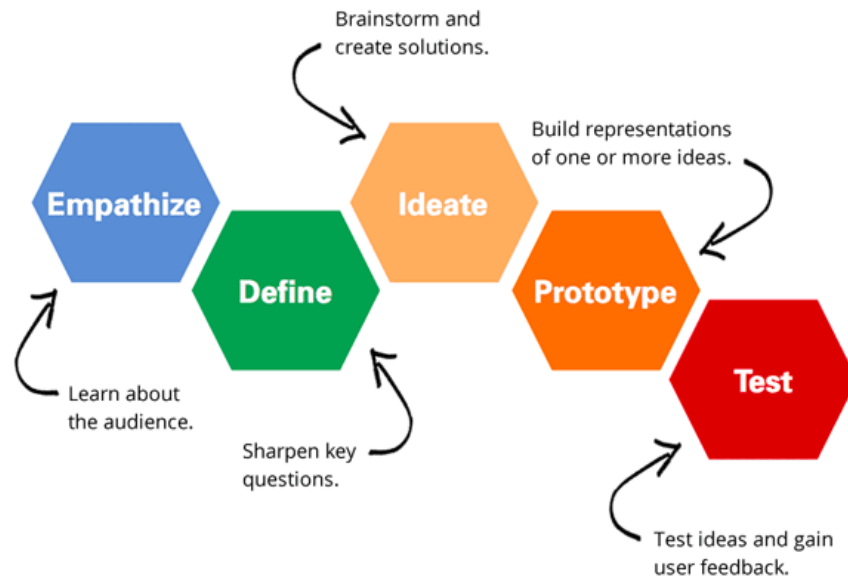 Brainstorm and
create solutions.
Build representations
of one or more ideas.
Empathize
Ideate
Define
Prototype
Test
Learn about
the audience.
Sharpen key
questions.
Test ideas and gain
user feedback.